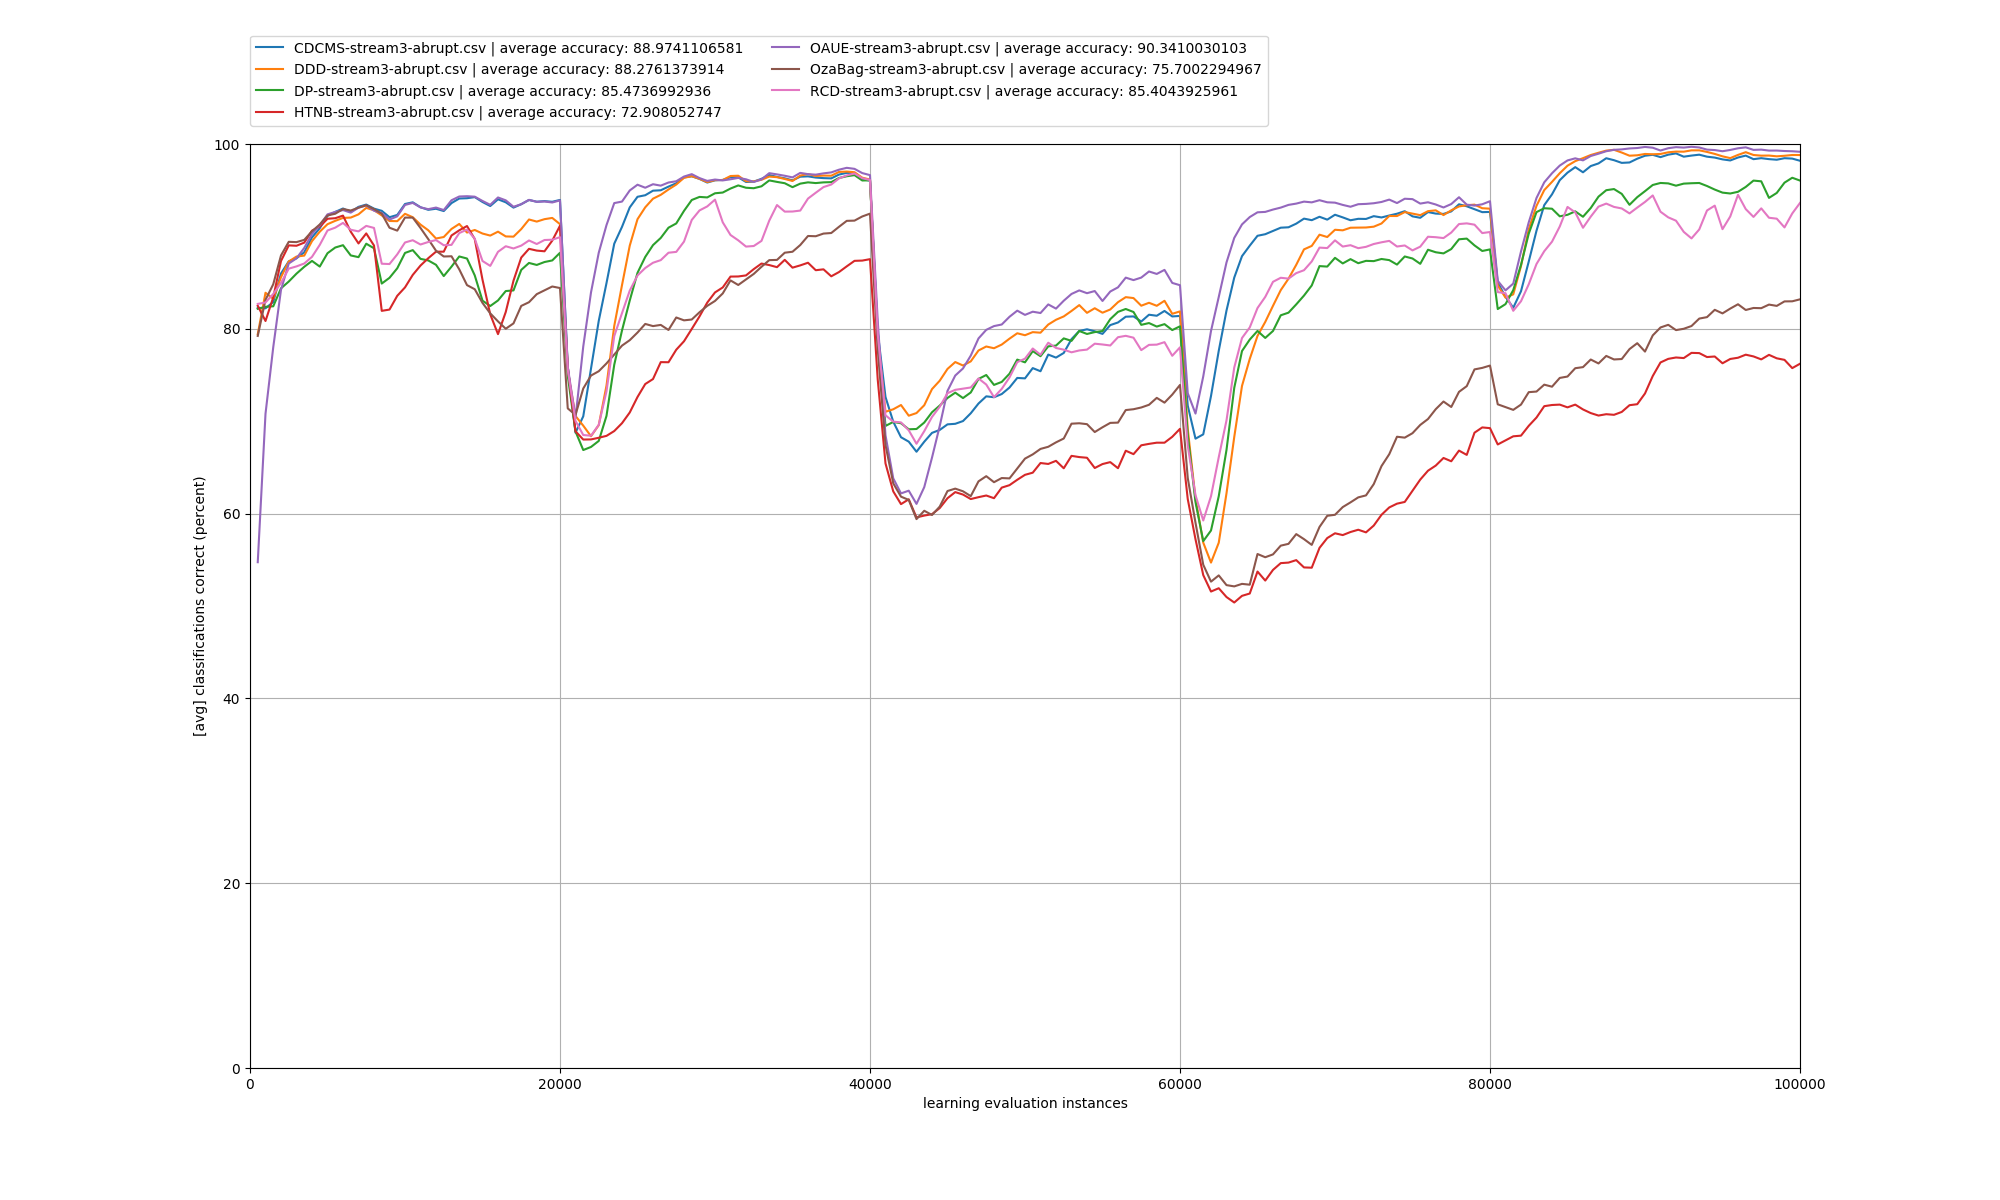 CDCMS-stream3-abrupt.csv | average accuracy: 88.9741106581
DDD-stream3-abrupt.csv | average accuracy: 88.2761373914
DP-stream3-abrupt.csv | average accuracy: 85.4736992936
HTNB-stream3-abrupt.csv | average accuracy: 72.908052747
OAUE-stream3-abrupt.csv | average accuracy: 90.3410030103
OzaBag-stream3-abrupt.csv | average accuracy: 75.7002294967
RCD-stream3-abrupt.csv | average accuracy: 85.4043925961
[avg] classifications correct (percent)
100
80
60
40
20
0
0
20000
40000
60000
80000
100000
learning evaluation instances